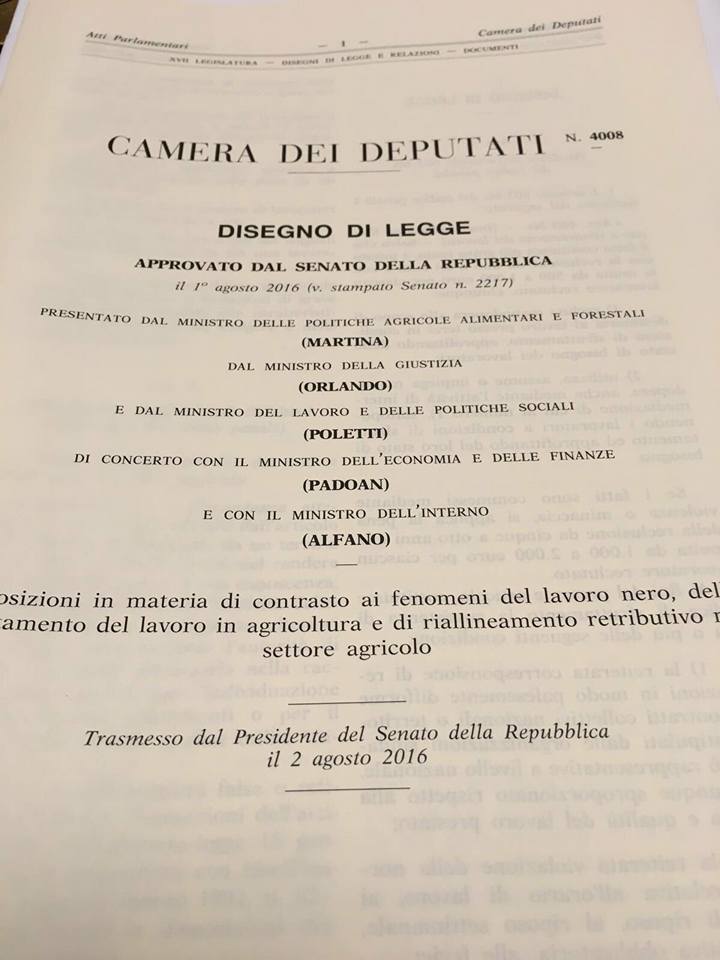 Atti Parlamentari — 1 — Camera dei Deputati
XVII LEGISLATURA — DISEGNI DI LEGGE E RELAZIONI — DOCUMENTI
CAMERA DEI DEPUTATI N. 4008
DISEGNO DI LEGGE
APPROVATO DAL SENATO DELLA REPUBBLICA
il 1° agosto 2016 (v. stampato Senato n. 2217)
PRESENTATO DAL MINISTRO DELLE POLITICHE AGRICOLE ALIMENTARI E FORESTALI
(MARTINA)
DAL MINISTRO DELLA GIUSTIZIA
(ORLANDO)
E DAL MINISTRO DEL LAVORO E DELLE POLITICHE SOCIALI
(POLETTI)
DI CONCERTO CON IL MINISTRO DELL'ECONOMIA E DELLE FINANZE
(PADOAN)
E CON IL MINISTRO DELL'INTERNO
(ALFANO)
osizioni in materia di contrasto ai fenomeni del lavoro nero, dell
tamento del lavoro in agricoltura e di riallineamento retributivo n
settore agricolo
Trasmesso dal Presidente del Senato della Repubblica
il 2 agosto 2016